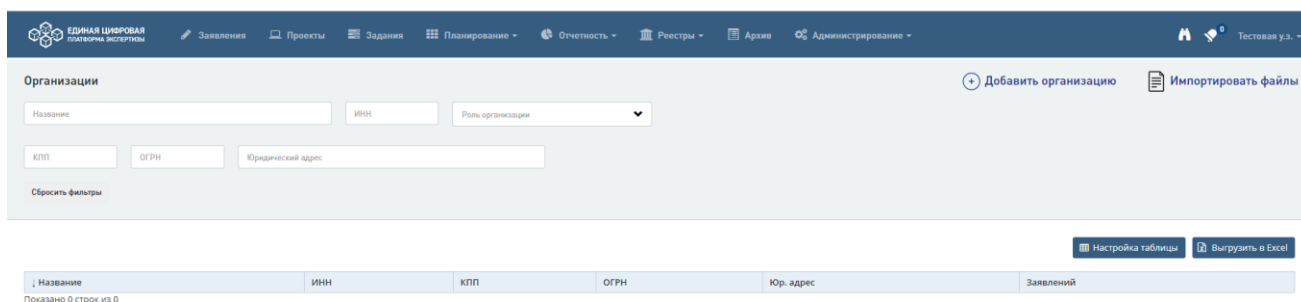 ЕДИНАЯ ЦИФРОВАЯ
ПЛАТФОРМА ЭКСПЕРТИЗЫ
Заявления Проекты Задания Планирование Отчетность Реестры Архив Администрирование 0 Тестовая у.з.
Организации Добавить организацию Импортировать файлы
Название ИНН Роль организации
КПП ОГРН Юридический адрес
Сбросить фильтры
Настройка таблицы Выгрузить в Excel
↓ Название ИНН КПП ОГРН Юр. адрес Заявлений
Показано 0 строк из 0